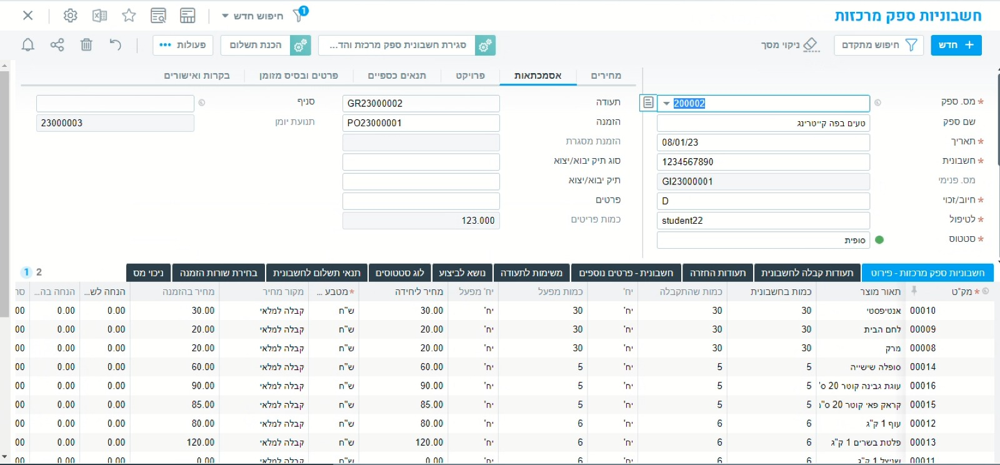 חשבוניות ספק מרכזות
חיפוש חדש 1
חדש +
חיפוש מתקדם
ניקוי מסך
סגירת חשבונית ספק מרכזת והד...
הכנת תשלום
פעולות •••
מחירים אסמכתאות פרויקט תנאים כספיים פרטים ובסיס מזומן בקרות ואישורים
* מס. ספק 200002 תעודה GR23000002 סניף
שם ספק טעים בפה קייטרינג הזמנה PO23000001 תנועת יומן 23000003
* תאריך 08/01/23 הזמנת מסגרת
* חשבונית 1234567890 סוג תיק יבוא/יצוא
מס. פנימי GI23000001 תיק יבוא/יצוא
* חיוב/זכוי D פרטים
* לטיפול student22 כמות פריטים 123.000
* סטטוס סופית
חשבוניות ספק מרכזות - פירוט תעודות קבלה לחשבונית תעודות החזרה חשבונית - פרטים נוספים משימות לתעודה נושא לביצוע לוג סטטוסים תנאי תשלום לחשבונית בחירת שורות הזמנה ניכוי מס 2 1
* מק"ט תאור מוצר כמות בחשבונית כמות שהתקבלה יח' כמות מפעל יח' מפעל מחיר ליחידה * מטבע ... מקור מחיר מחיר בהזמנה הנחה לש... הנחה בה... סו
00010 אנטיפסטי 30 30 יח' 30 יח' 30.00 ש"ח קבלה למלאי 30.00 0.00 0.00 00
00009 לחם הבית 30 30 יח' 30 יח' 20.00 ש"ח קבלה למלאי 20.00 0.00 0.00 00
00008 מרק 30 30 יח' 30 יח' 20.00 ש"ח קבלה למלאי 20.00 0.00 0.00 00
00014 סופלה שישייה 5 5 יח' 5 יח' 60.00 ש"ח קבלה למלאי 60.00 0.00 0.00 00
00016 עוגת גבינה קוטר 20 ס" 5 5 יח' 5 יח' 90.00 ש"ח קבלה למלאי 90.00 0.00 0.00 00
00015 קראק פאי קוטר 20 ס"מ 5 5 יח' 5 יח' 85.00 ש"ח קבלה למלאי 85.00 0.00 0.00 00
00012 עוף 1 ק"ג 6 6 יח' 6 יח' 80.00 ש"ח קבלה למלאי 80.00 0.00 0.00 00
00013 פלטת בשרים 1 ק"ג 6 6 יח' 6 יח' 120.00 ש"ח קבלה למלאי 120.00 0.00 0.00 00
00011 שניצל 1 ק"ג 6 6 יח' 6 יח' 0.00 ש"ח קבלה למלאי 0.00 0.00 0.00 00